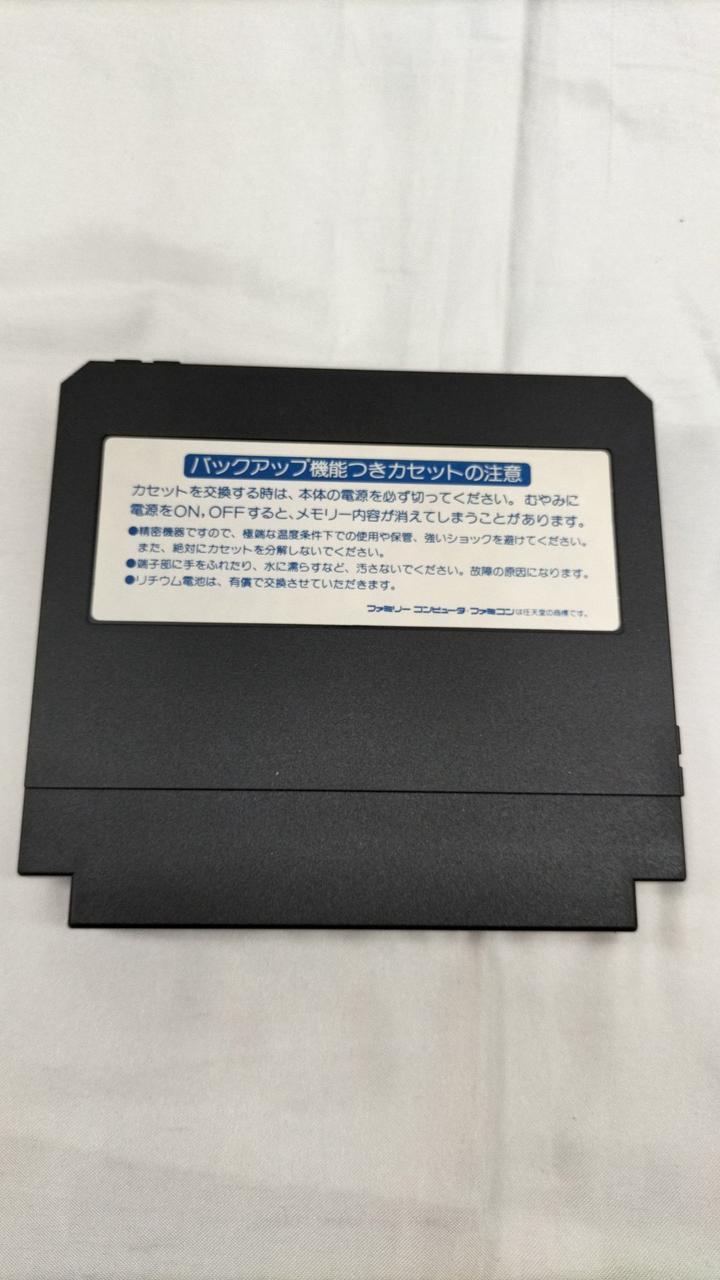 バックアップ機能つきカセットの注意
カセットを交換する時は、本体の電源を必ず切ってください。むやみに
電源をON,OFFすると、メモリー内容が消えてしまうことがあります。
●精密機器ですので、極端な温度条件下での使用や保管、強いショックを避けてください。
また、絶対にカセットを分解しないでください。
●端子部に手をふれたり、水に濡らすなど、汚さないでください。故障の原因になります。
●リチウム電池は、有償で交換させていただきます。
ファミリーコンピュータ・ファミコンは任天堂の商標です。